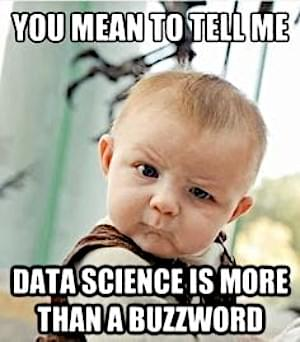 YOU MEAN TO TELL ME
DATA SCIENCE IS MORE
THAN A BUZZWORD